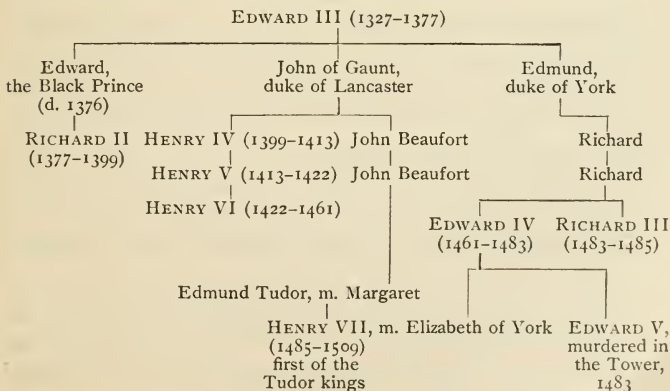 EDWARD III (1327–1377)
Edward, the Black Prince (d. 1376)
John of Gaunt, duke of Lancaster
Edmund, duke of York
RICHARD II (1377–1399)
HENRY IV (1399–1413) John Beaufort
Richard
HENRY V (1413–1422) John Beaufort
Richard
HENRY VI (1422–1461)
EDWARD IV (1461–1483)
RICHARD III (1483–1485)
Edmund Tudor, m. Margaret
HENRY VII, m. Elizabeth of York
(1485–1509)
first of the
Tudor kings
EDWARD V,
murdered in
the Tower,
1483